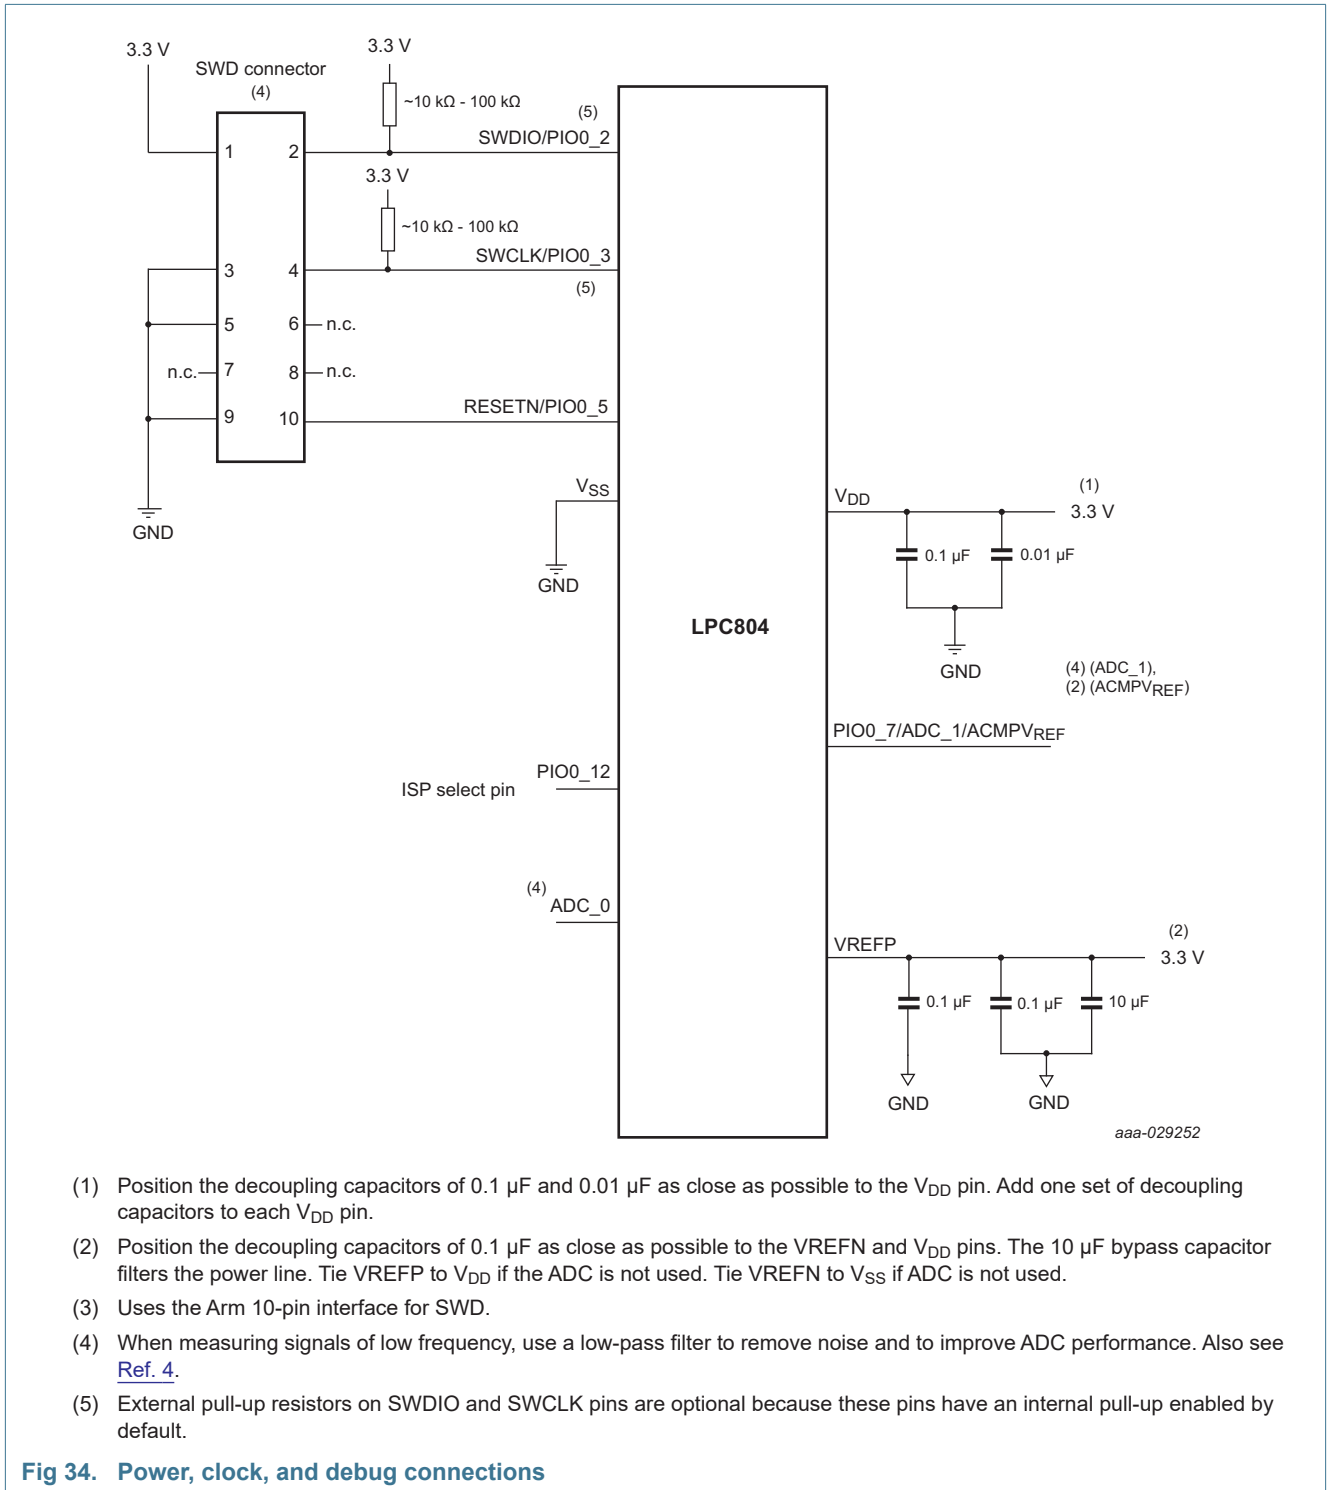 3.3 V
3.3 V
SWD connector
(4)
~10 kΩ - 100 kΩ
(5)
SWDIO/PIO0_2
1
2
3.3 V
~10 kΩ - 100 kΩ
SWCLK/PIO0_3
3
4
(5)
5
6
n.c.
n.c.
7
8
n.c.
RESETN/PIO0_5
9
10
VSS
VDD
(1)
3.3 V
GND
0.1 µF
0.01 µF
GND
LPC804
GND
(4) (ADC_1),
(2) (ACMPVREF)
PIO0_7/ADC_1/ACMPVREF
PIO0_12
ISP select pin
(4)
ADC_0
(2)
VREFP
3.3 V
0.1 µF
0.1 µF
10 µF
GND
GND
aaa-029252
(1) Position the decoupling capacitors of 0.1 µF and 0.01 µF as close as possible to the VDD pin. Add one set of decoupling
capacitors to each VDD pin.
(2) Position the decoupling capacitors of 0.1 µF as close as possible to the VREFN and VDD pins. The 10 µF bypass capacitor
filters the power line. Tie VREFP to VDD if the ADC is not used. Tie VREFN to VSS if ADC is not used.
(3) Uses the Arm 10-pin interface for SWD.
(4) When measuring signals of low frequency, use a low-pass filter to remove noise and to improve ADC performance. Also see
Ref. 4.
(5) External pull-up resistors on SWDIO and SWCLK pins are optional because these pins have an internal pull-up enabled by
default.
Fig 34. Power, clock, and debug connections